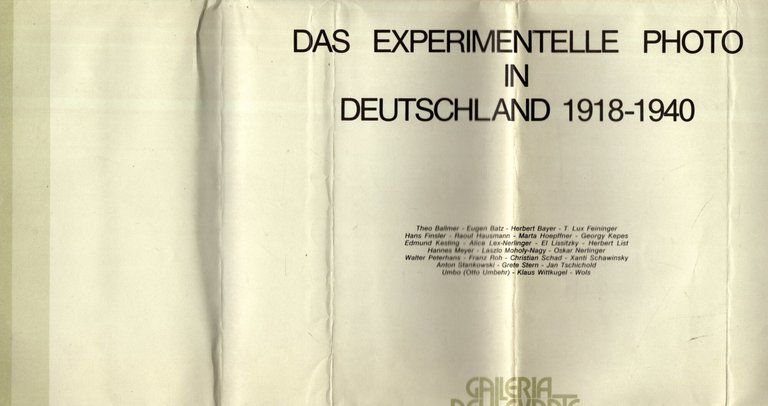 DAS EXPERIMENTELLE PHOTO
IN
DEUTSCHLAND 1918-1940
Theo Ballmer - Eugen Batz - Herbert Bayer - T. Lux Feininger
Hans Finsler - Raoul Hausmann - Marta Hoepffner - Georgy Kepes
Edmund Kesting - Alice Lex-Nerlinger - El Lissitzky - Herbert List
Hannes Meyer - Laszlo Moholy-Nagy - Oskar Nerlinger
Walter Peterhans - Franz Roh - Christian Schad - Xanti Schawinsky
Anton Stankowski - Grete Stern - Jan Tschichold
Umbo (Otto Umbehr) - Klaus Wittkugel - Wols
GALLERIA